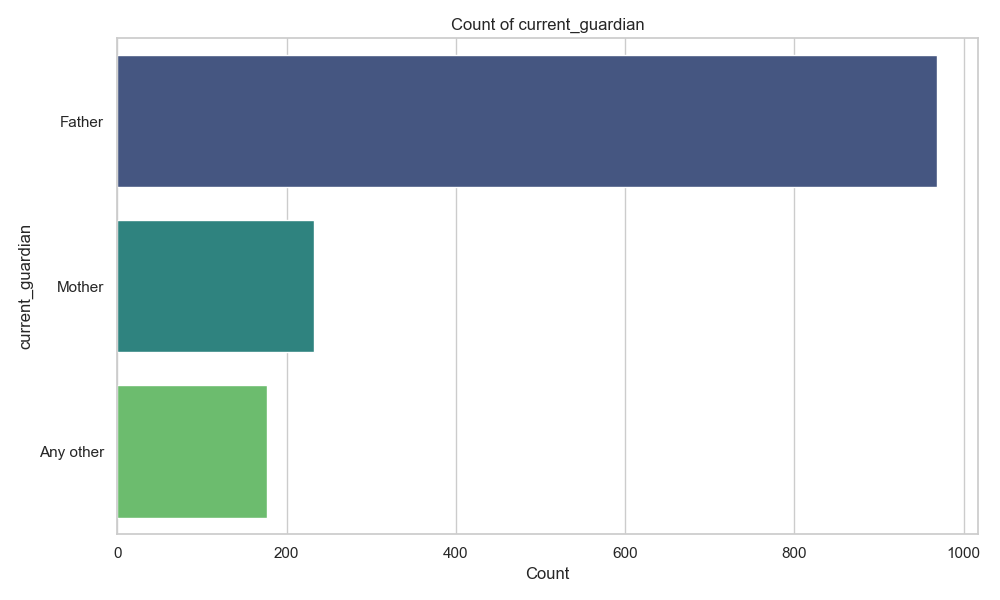 Count of current_guardian
current_guardian
Father
Mother
Any other
0 200 400 600 800 1000
Count